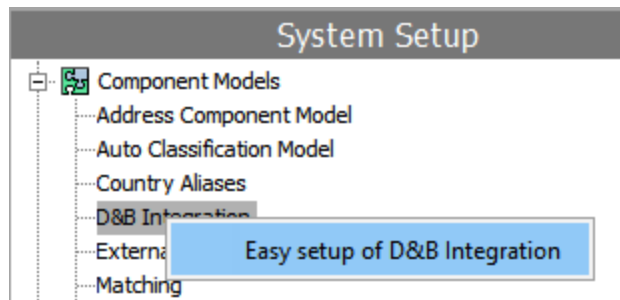 System Setup
Component Models
Address Component Model
Auto Classification Model
Country Aliases
D&B Integration
Easy setup of D&B Integration
Externa
Matching